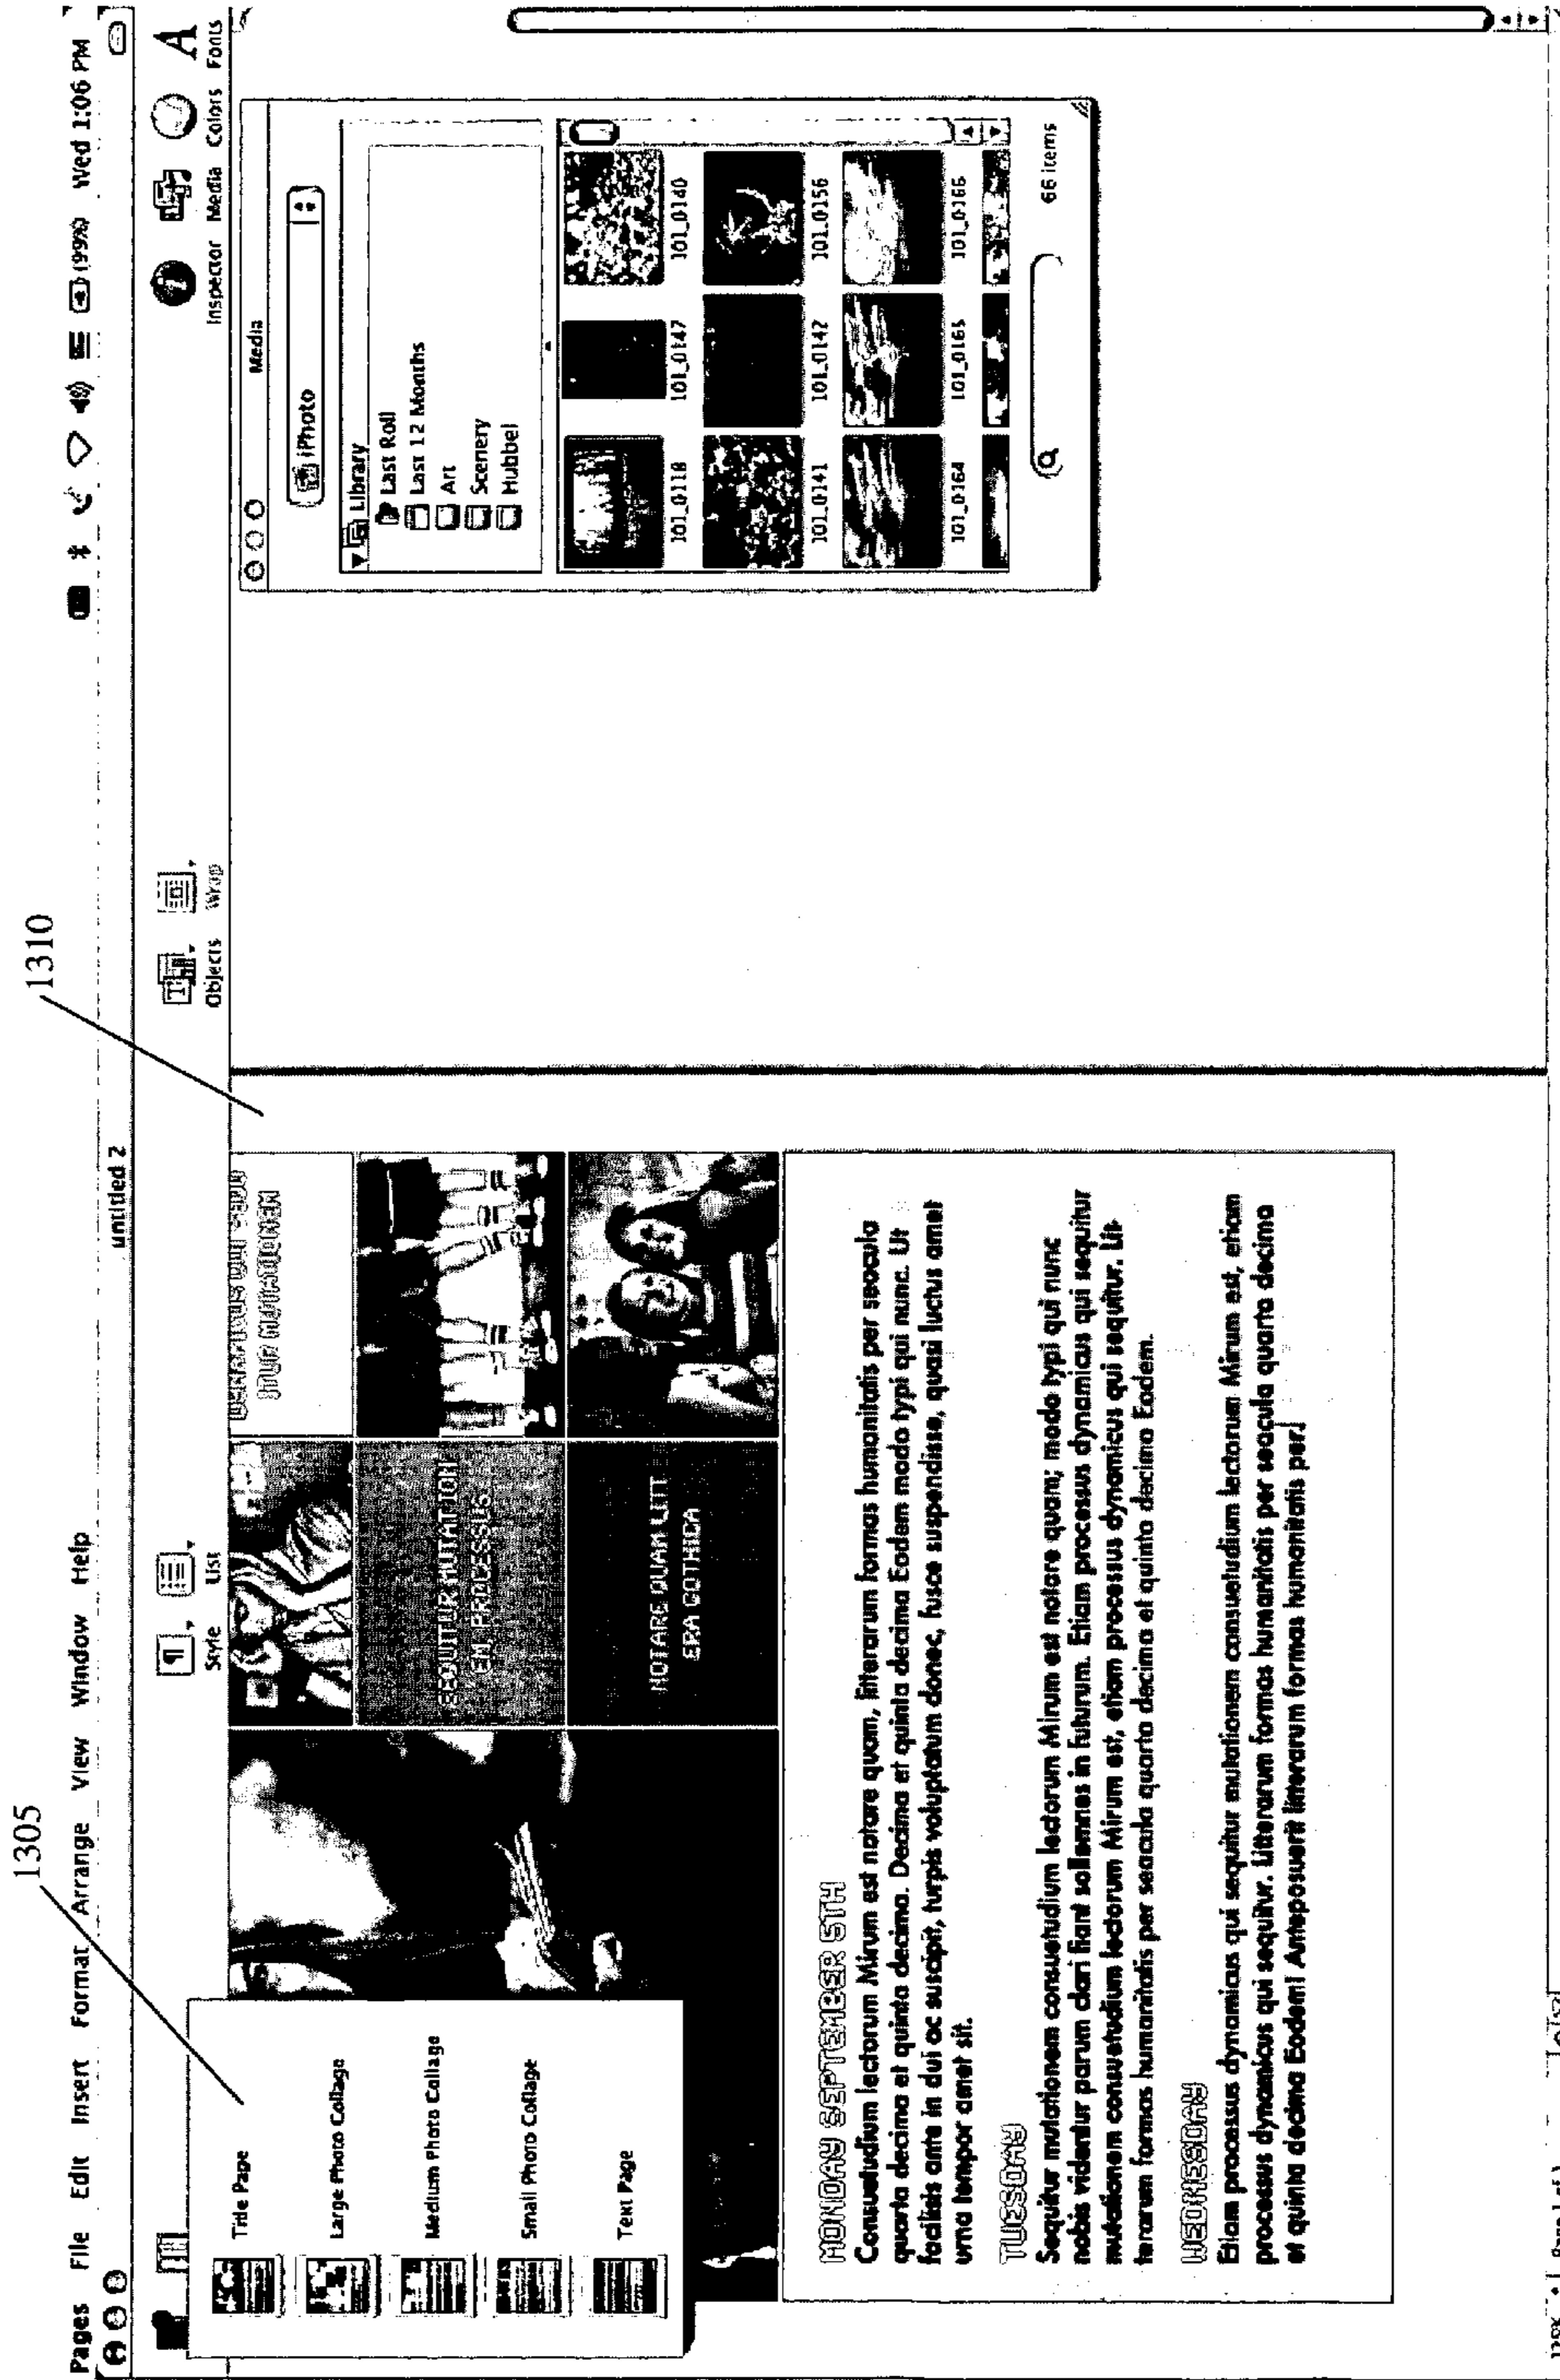 1305
1310
Pages File Edit Insert Format Arrange View Window Help
(99%) Wed 1:06 PM
untitled 2
Style List
Objects Wrap
Inspector Media Colors Fonts
Title Page
Large Photo Collage
Medium Photo Collage
Small Photo Collage
Text Page
ITUR MUTATIONEM
SEQUITUR MUTATION
EM PROCESSUS
NOTARE QUAM LITT
ERA GOTHICA
MONDAY SEPTEMBER 5TH
Consuetudium lectorum Mirum est notare quam, litterarum formas humanitatis per seacula
quarta decima et quinta decima. Decima et quinta decima Eodem modo typi qui nunc. Ut
facilisis ante in dui ac suscipit, turpis voluptatum donec, fusce suspendisse, quasi luctus amet
urna tempor amet sit.
TUESDAY
Sequitur mutationem consuetudium lectorum Mirum est notare quam; modo typi qui nunc
nobis videntur parum clari fiant sollemnes in futurum. Etiam processus dynamicus qui sequitur
mutationem consuetudium lectorum Mirum est, etiam processus dynamicus qui sequitur. Lit-
terarum formas humanitatis per seacula quarta decima et quinta decima Eodem.
WEDNESDAY
Etiam processus dynamicus qui sequitur mutationem consuetudium lectorum Mirum est, etiam
processus dynamicus qui sequitur. Litterarum formas humanitatis per seacula quarta decima
et quinta decima Eodem! Anteposuerit litterarum formas humanitatis per.
Media
iPhoto
Library
Last Roll
Last 12 Months
Art
Scenery
Hubbel
101_0118 101_0147 101_0140
101_0141 101_0142 101_0156
101_0164 101_0165 101_0166
66 items